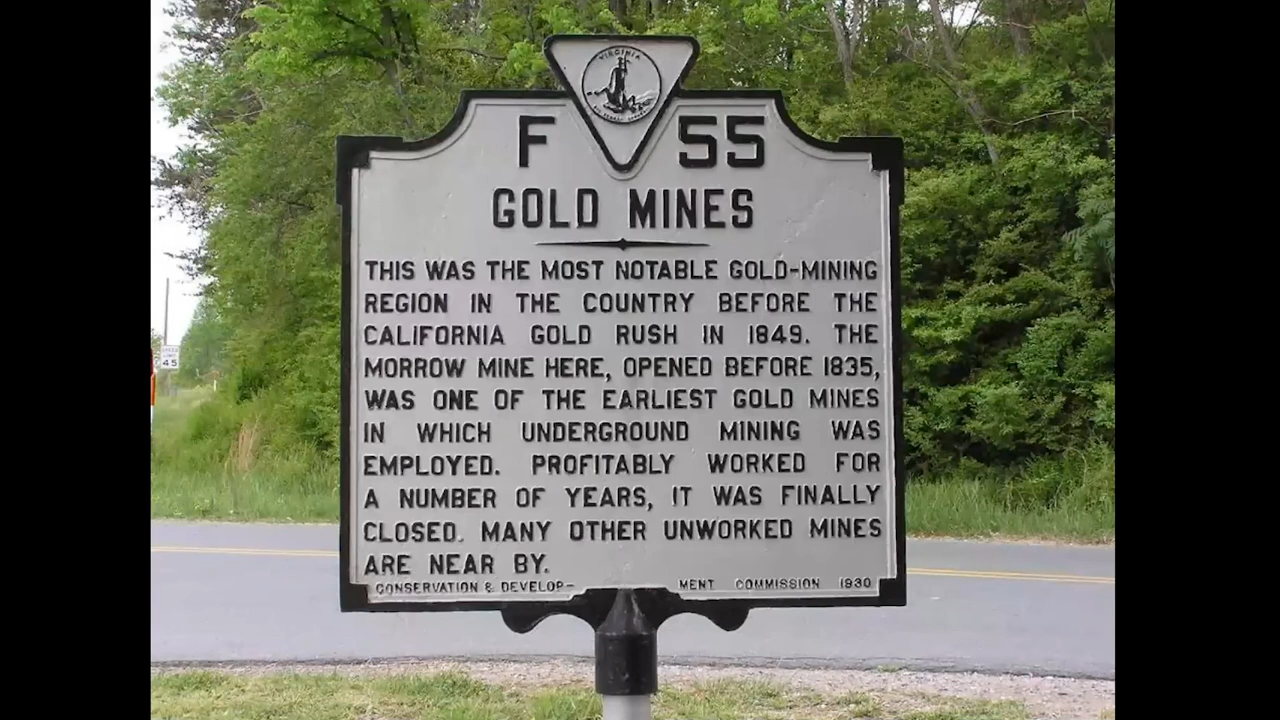 VIRGINIA
F 55
GOLD MINES
THIS WAS THE MOST NOTABLE GOLD-MINING
REGION IN THE COUNTRY BEFORE THE
CALIFORNIA GOLD RUSH IN 1849. THE
MORROW MINE HERE, OPENED BEFORE 1835,
WAS ONE OF THE EARLIEST GOLD MINES
IN WHICH UNDERGROUND MINING WAS
EMPLOYED. PROFITABLY WORKED FOR
A NUMBER OF YEARS, IT WAS FINALLY
CLOSED. MANY OTHER UNWORKED MINES
ARE NEAR BY.
CONSERVATION & DEVELOP- MENT COMMISSION 1930
SPEED
LIMIT
45